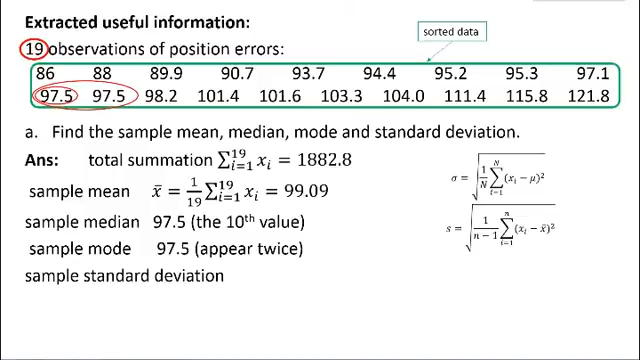 Extracted useful information:
sorted data
19 observations of position errors:
86 88 89.9 90.7 93.7 94.4 95.2 95.3 97.1
97.5 97.5 98.2 101.4 101.6 103.3 104.0 111.4 115.8 121.8
a. Find the sample mean, median, mode and standard deviation.
Ans: total summation ∑_{i=1}^{19} x_i = 1882.8
sample mean x̄ = 1/19 ∑_{i=1}^{19} x_i = 99.09
sample median 97.5 (the 10th value)
sample mode 97.5 (appear twice)
sample standard deviation
σ = √(1/N ∑_{i=1}^{N} (x_i − μ)²)
s = √(1/(n−1) ∑_{i=1}^{n} (x_i − x̄)²)